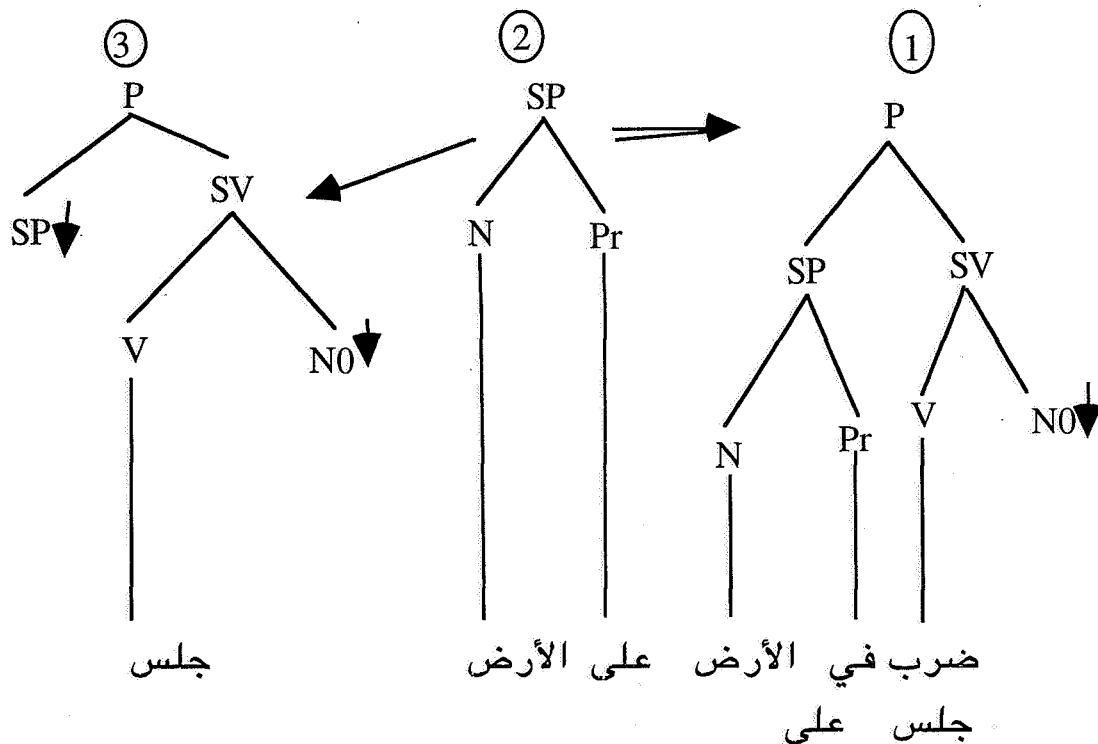 ③ ② ①
P SP P
SP SV N Pr SP SV
V N0 N Pr V N0
ضرب في الأرض على الأرض جلس
جلس على